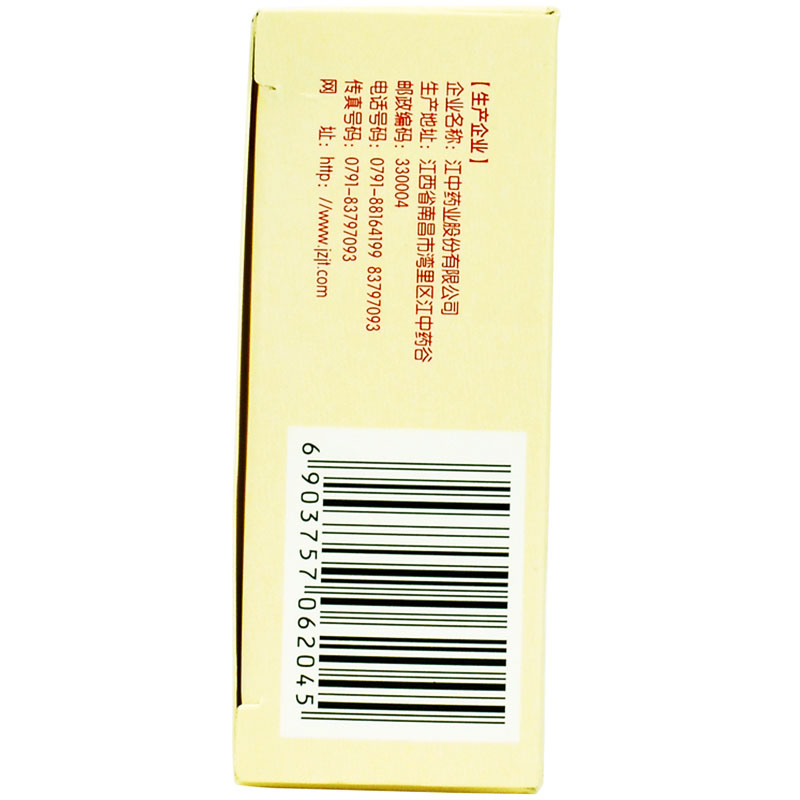 【生产企业】
企业名称：江中药业股份有限公司
生产地址：江西省南昌市湾里区江中药谷
邮政编码：330004
电话号码：0791-88164199 83797093
传真号码：0791-83797093
网 址：http：//www.jzjt.com
6 903757 062045